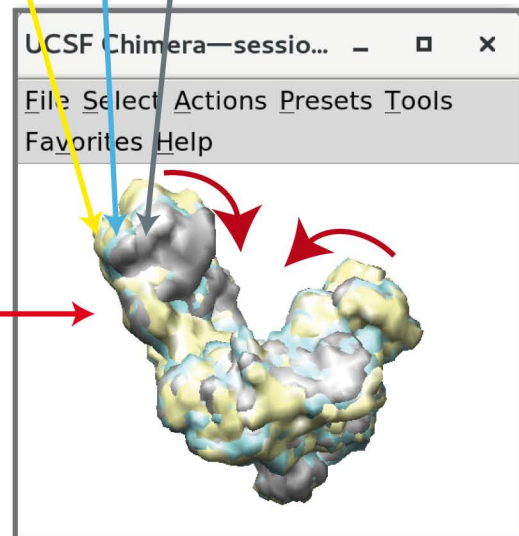 UCSF Chimera—sessio...
File Select Actions Presets Tools
Favorites Help